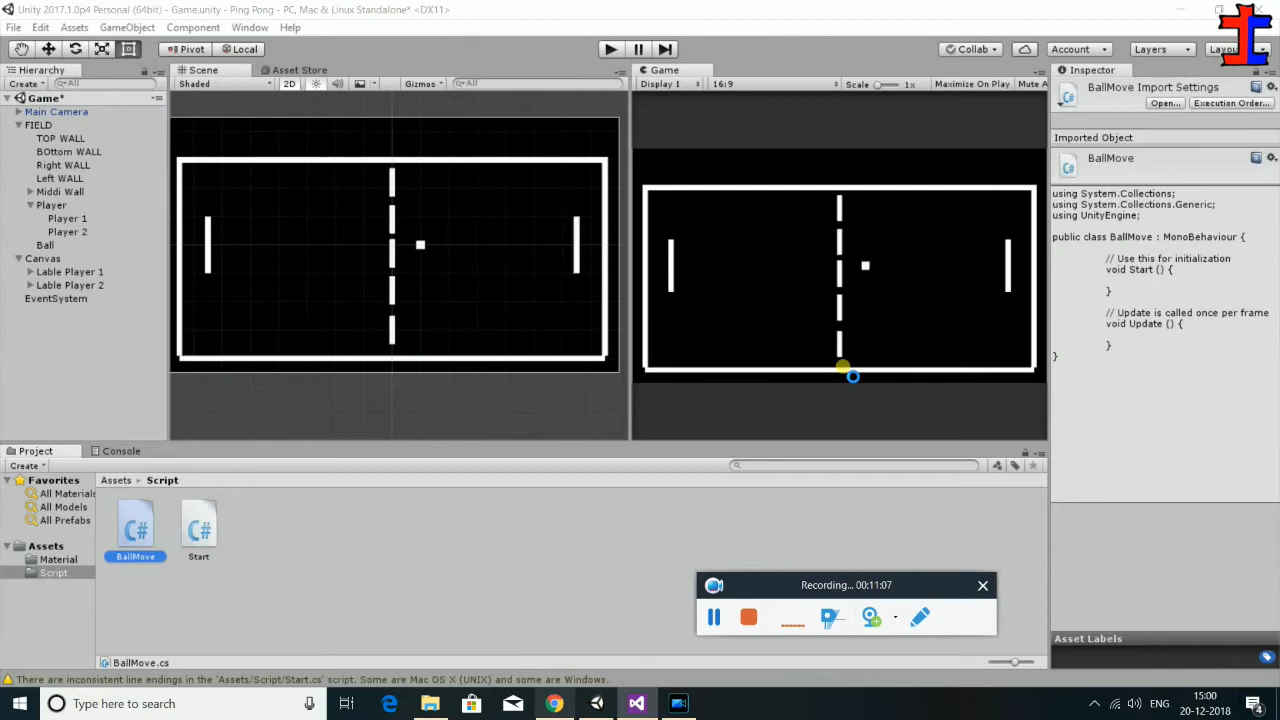 Unity 2017.1.0p4 Personal (64bit) - Game.unity - Ping Pong - PC, Mac & Linux Standalone* <DX11>
File Edit Assets GameObject Component Window Help
Pivot Local Collab Account Layers Layou
Hierarchy Scene Asset Store Game Inspector
Create All Shaded 2D Gizmos All Display 1 16:9 Scale 1x Maximize On Play Mute A
BallMove Import Settings
Open... Execution Order...
Game*
Main Camera
FIELD
TOP WALL
BOttom WALL
Right WALL
Left WALL
Middi Wall
Player
Player 1
Player 2
Ball
Canvas
Lable Player 1
Lable Player 2
EventSystem
Imported Object
BallMove
using System.Collections;
using System.Collections.Generic;
using UnityEngine;
public class BallMove : MonoBehaviour {
// Use this for initialization
void Start () {
}
// Update is called once per frame
void Update () {
}
}
Project Console
Create
Favorites
All Materials
All Models
All Prefabs
Assets
Material
Script
Assets Script
C# C#
BallMove Start
BallMove.cs
Recording... 00:11:07
Asset Labels
There are inconsistent line endings in the 'Assets/Script/Start.cs' script. Some are Mac OS X (UNIX) and some are Windows.
Type here to search
15:00
20-12-2018
4